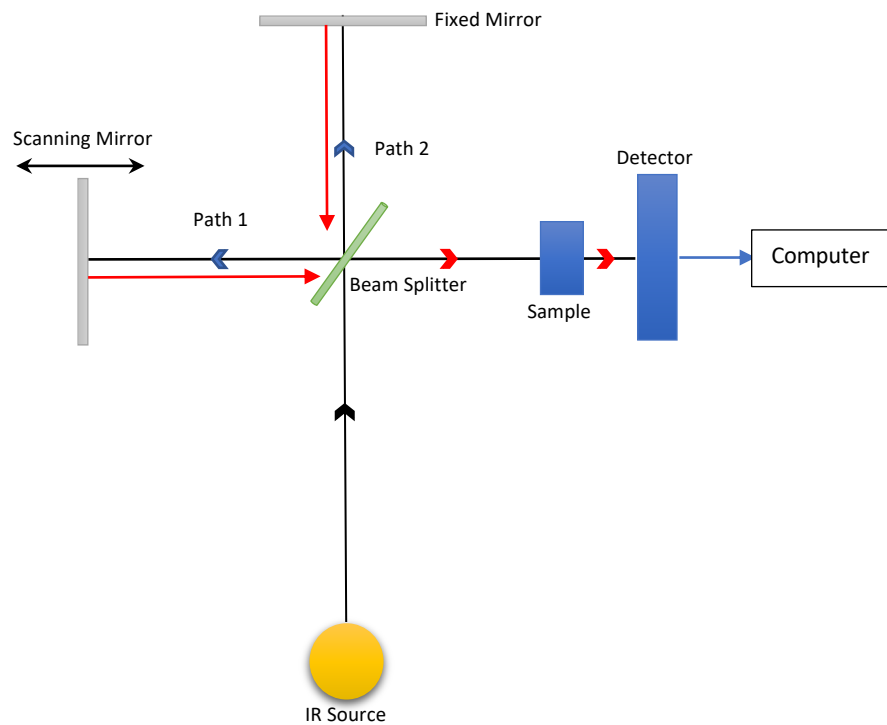 Fixed Mirror
Scanning Mirror
Path 2
Detector
Path 1
Computer
Beam Splitter
Sample
IR Source